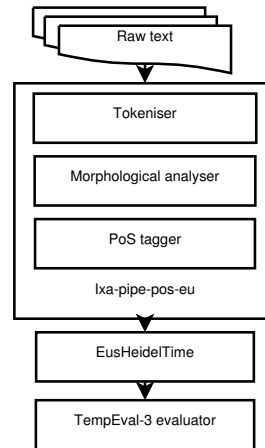 Raw text
Tokeniser
Morphological analyser
PoS tagger
Ixa-pipe-pos-eu
EusHeidelTime
TempEval-3 evaluator